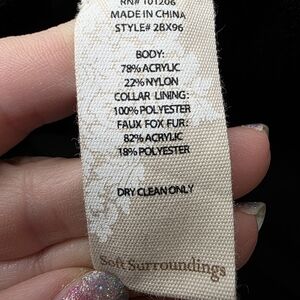 RN# 101206
MADE IN CHINA
STYLE# 2BX96
BODY:
78% ACRYLIC
22% NYLON
COLLAR LINING:
100% POLYESTER
FAUX FOX FUR:
82% ACRYLIC
18% POLYESTER
DRY CLEAN ONLY
Soft Surroundings